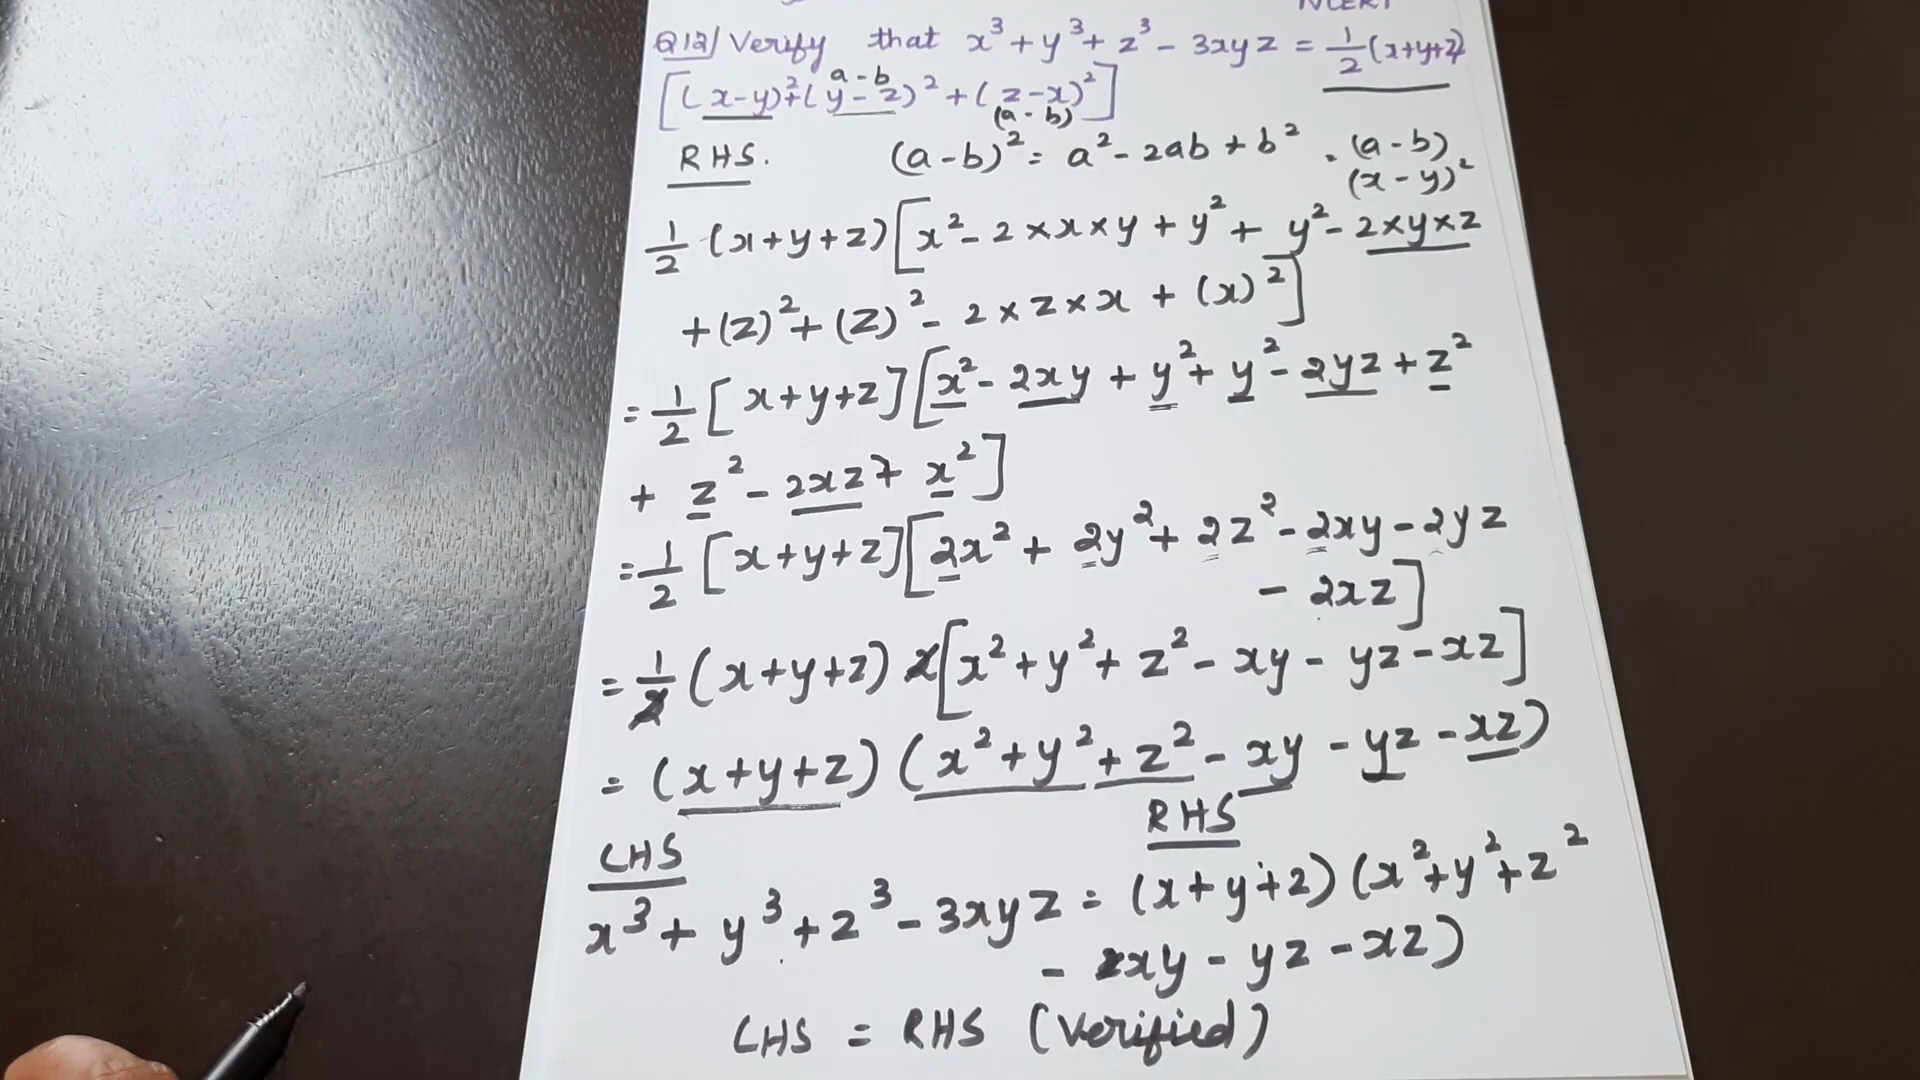 NCERT
Q12/ Verify that x³ + y³ + z³ - 3xyz = 1/2 (x+y+z)
a - b
[(x-y)² + (y-z)² + (z-x)²]
(a - b)
RHS. (a-b)² = a² - 2ab + b² . (a-b)
(x-y)²
1/2 (x+y+z) [x² - 2×x×y + y² + y² - 2×y×z
+(z)² + (z)² - 2×z×x + (x)²]
= 1/2 [x+y+z] [x² - 2xy + y² + y² - 2yz + z²
+ z² - 2xz + x²]
= 1/2 [x+y+z] [2x² + 2y² + 2z² - 2xy - 2yz
- 2xz]
= 1/2 (x+y+z) 2[x² + y² + z² - xy - yz - xz]
= (x+y+z) (x² + y² + z² - xy - yz - xz)
LHS RHS
x³ + y³ + z³ - 3xyz = (x+y+z) (x² + y² + z²
- xy - yz - xz)
LHS = RHS (Verified)